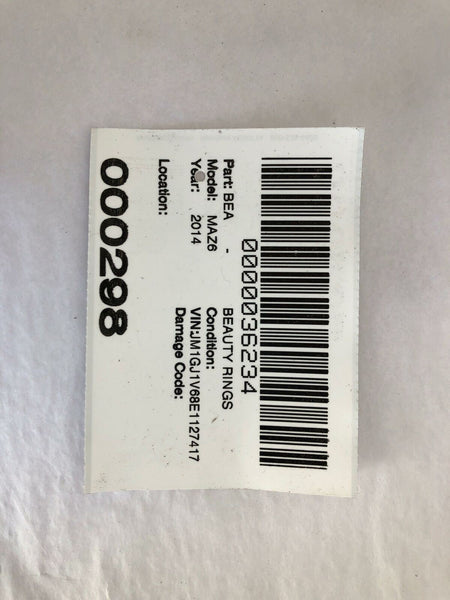 0000036234
Part: BEA - BEAUTY RINGS
Model: MAZ6 Condition:
Year: 2014 VIN:JM1GJ1V68E1127417
Location: Damage Code:
000298